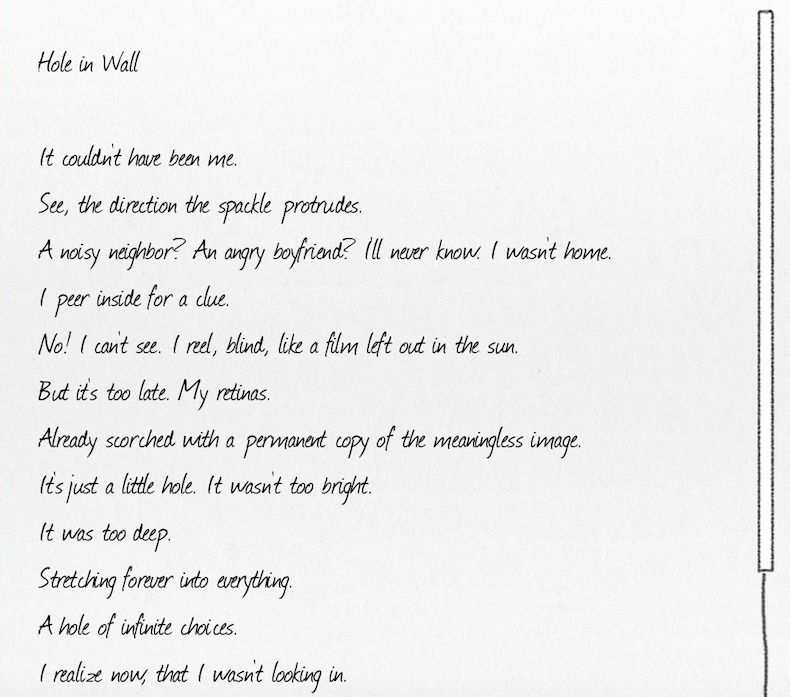 Hole in Wall
It couldn't have been me.
See, the direction the spackle protrudes.
A noisy neighbor? An angry boyfriend? I'll never know. I wasn't home.
I peer inside for a clue.
No! I can't see. I reel, blind, like a film left out in the sun.
But it's too late. My retinas.
Already scorched with a permanent copy of the meaningless image.
It's just a little hole. It wasn't too bright.
It was too deep.
Stretching forever into everything.
A hole of infinite choices.
I realize now, that I wasn't looking in.